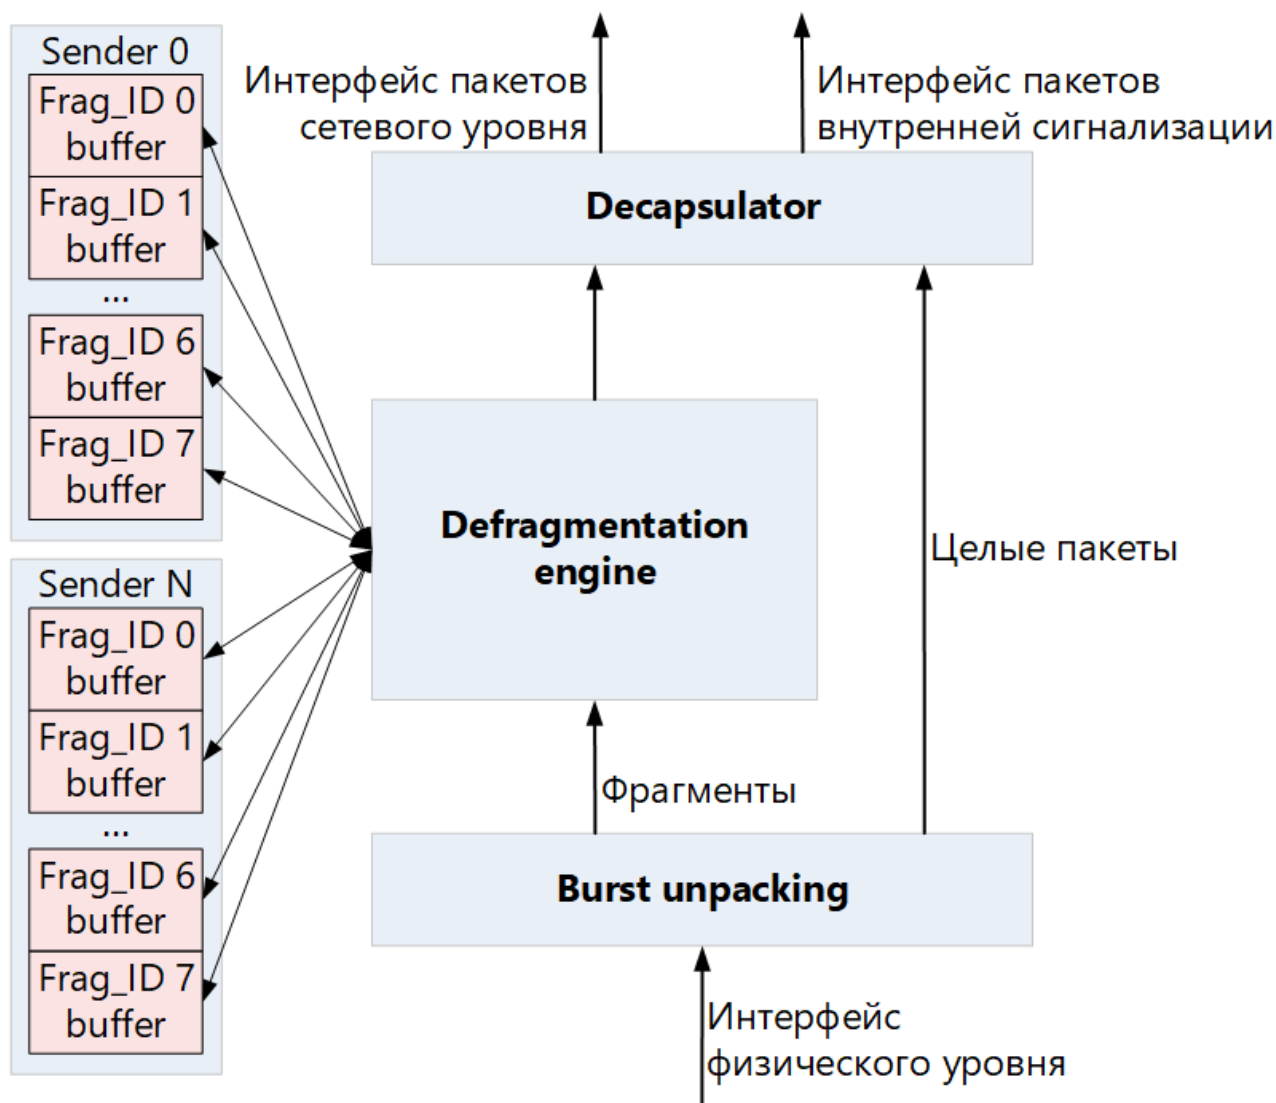 Sender 0
Frag_ID 0
buffer
Frag_ID 1
buffer
...
Frag_ID 6
buffer
Frag_ID 7
buffer
Sender N
Frag_ID 0
buffer
Frag_ID 1
buffer
...
Frag_ID 6
buffer
Frag_ID 7
buffer
Интерфейс пакетов
сетевого уровня
Интерфейс пакетов
внутренней сигнализации
Decapsulator
Defragmentation
engine
Целые пакеты
Фрагменты
Burst unpacking
Интерфейс
физического уровня